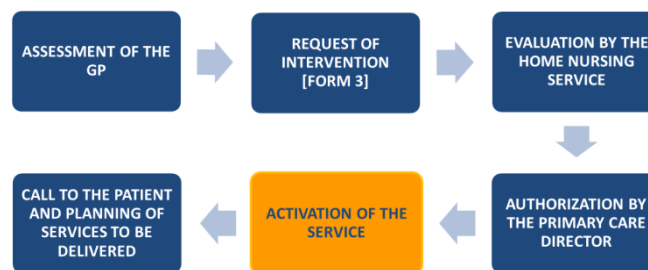 ASSESSMENT OF THE
GP
REQUEST OF
INTERVENTION
[FORM 3]
EVALUATION BY THE
HOME NURSING
SERVICE
AUTHORIZATION BY
THE PRIMARY CARE
DIRECTOR
ACTIVATION OF THE
SERVICE
CALL TO THE PATIENT
AND PLANNING OF
SERVICES TO BE
DELIVERED